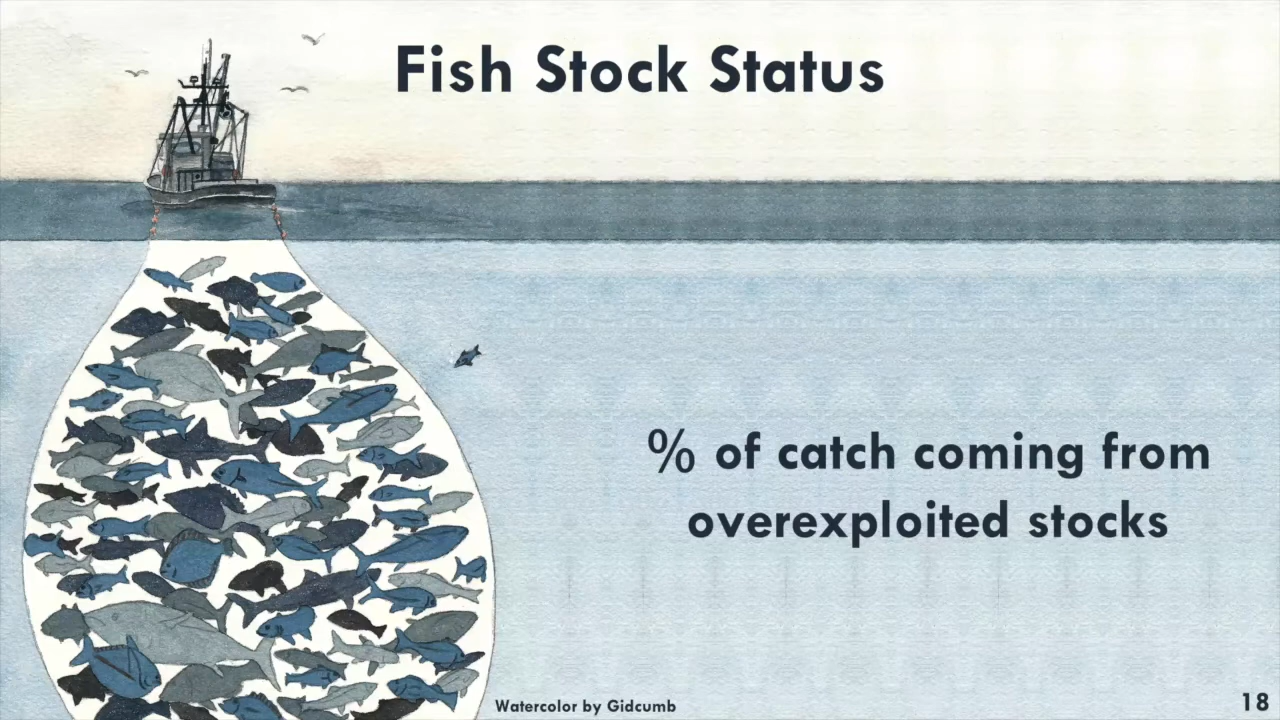 Fish Stock Status
% of catch coming from
overexploited stocks
Watercolor by Gidcumb
18